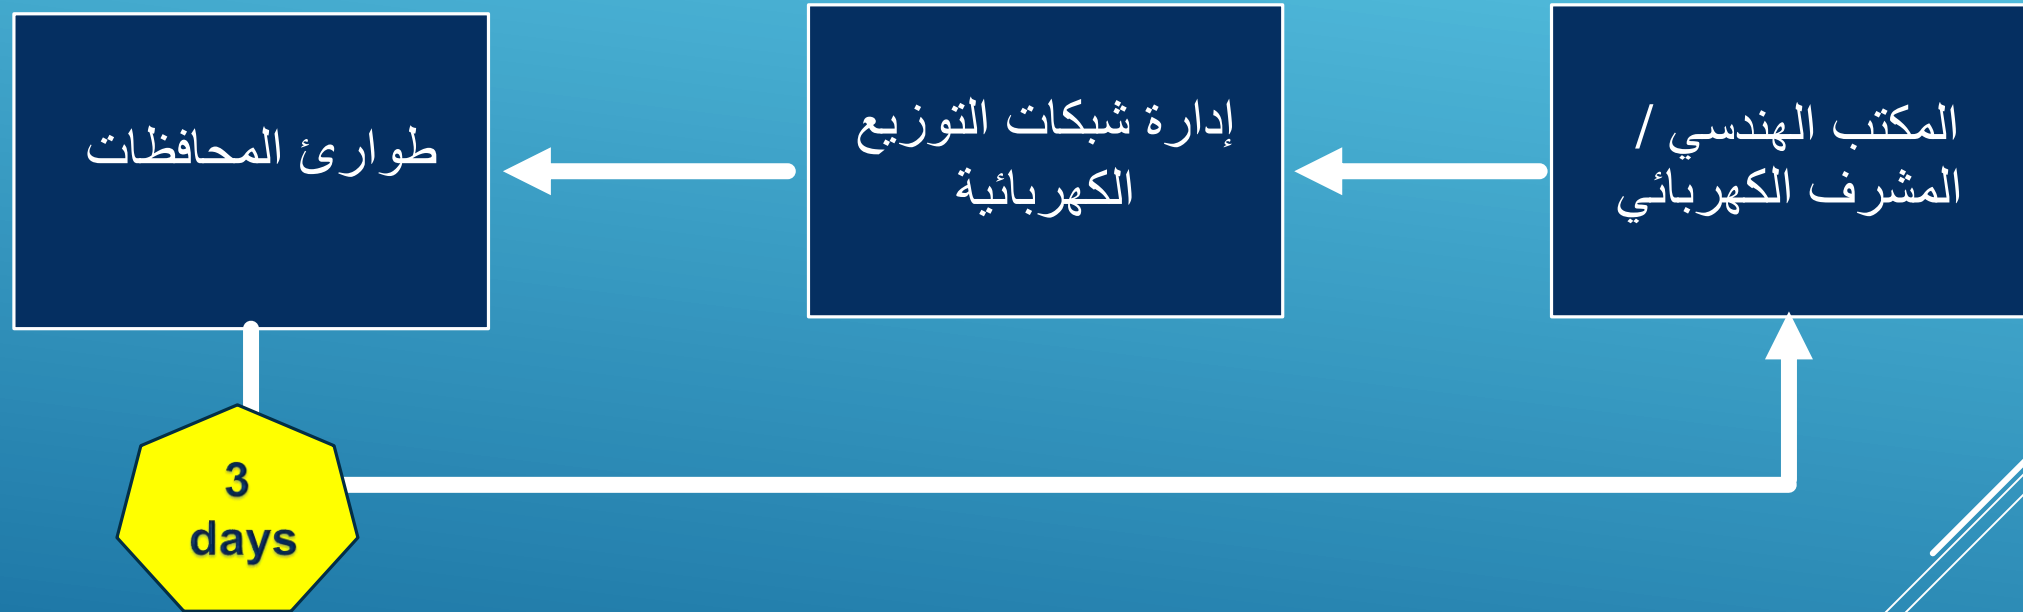 المكتب الهندسي /
المشرف الكهربائي
إدارة شبكات التوزيع
الكهربائية
طوارئ المحافظات
3
days